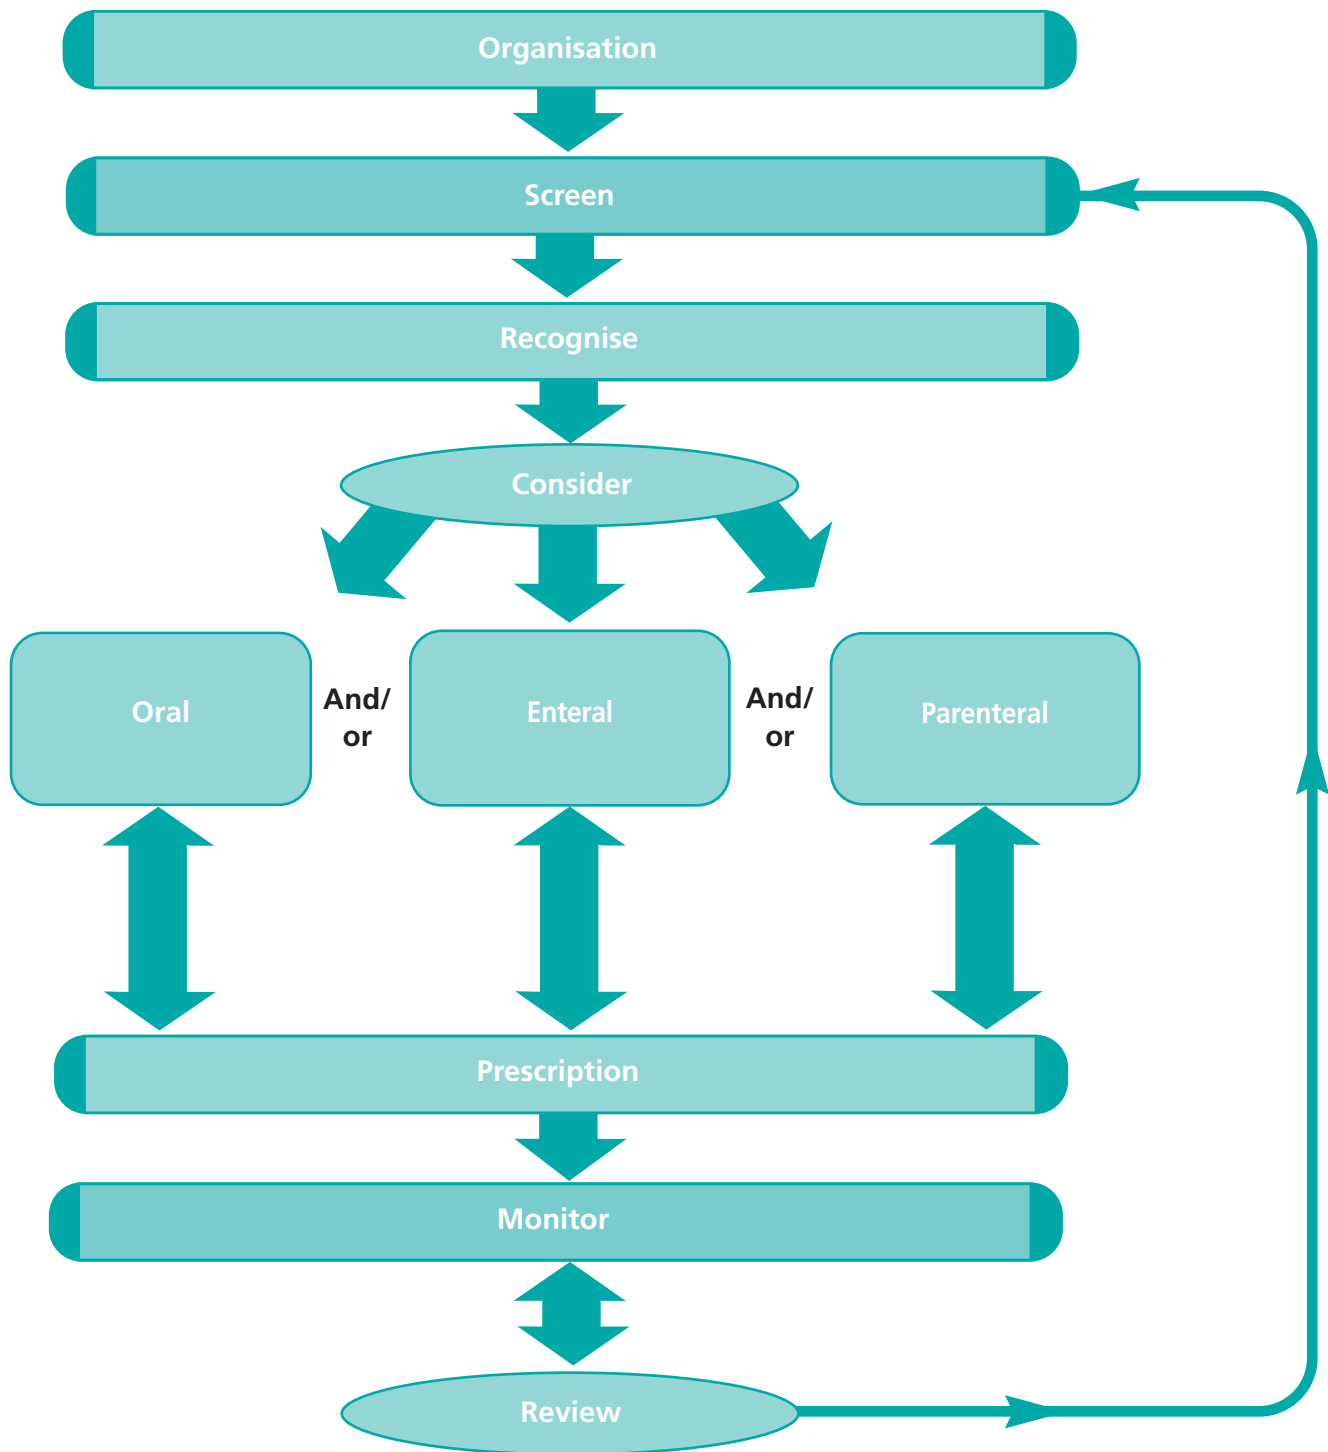 Organisation
Screen
Recognise
Consider
Oral
And/
or
Enteral
And/
or
Parenteral
Prescription
Monitor
Review